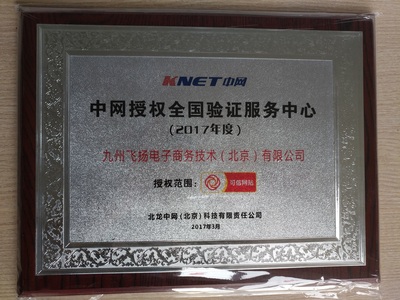 KNET中网
中网授权全国验证服务中心
(2017年度)
九州飞扬电子商务技术(北京)有限公司
授权范围: 可信网站
北龙中网(北京)科技有限责任公司
2017年3月